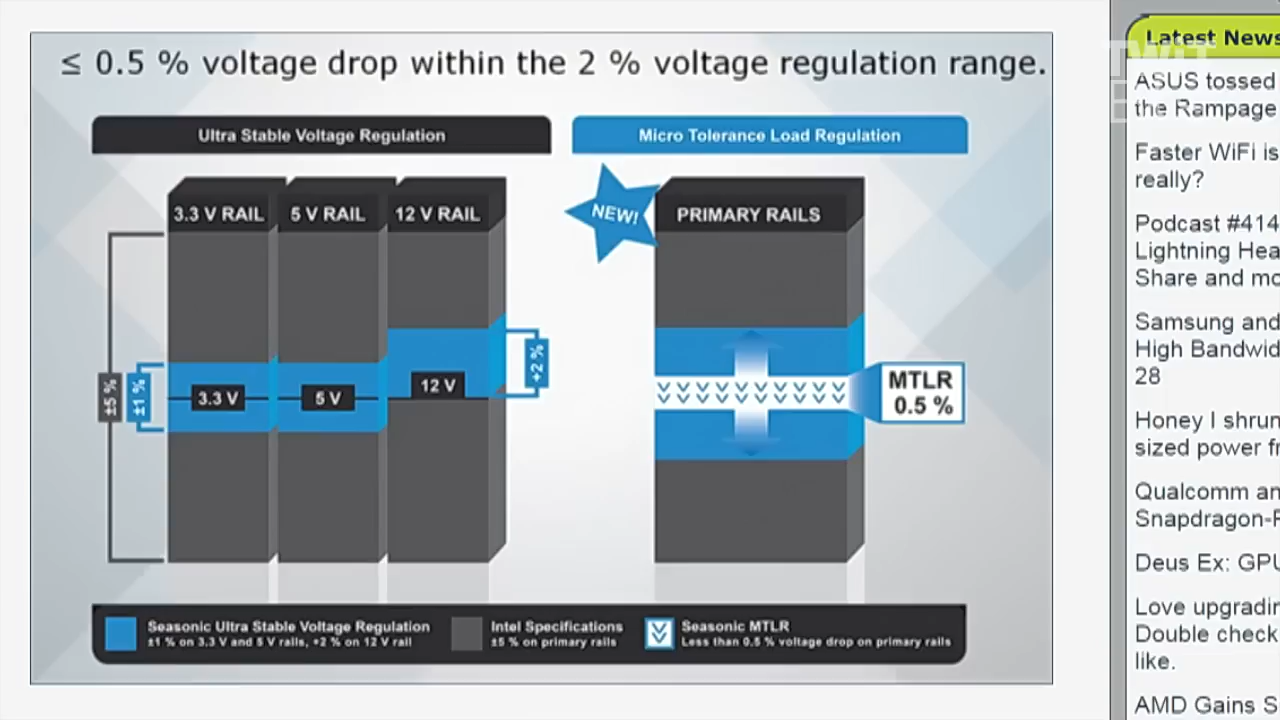 ≤ 0.5 % voltage drop within the 2 % voltage regulation range.
Ultra Stable Voltage Regulation
Micro Tolerance Load Regulation
3.3 V RAIL
5 V RAIL
12 V RAIL
NEW!
PRIMARY RAILS
±5 %
±1 %
3.3 V
5 V
12 V
+2 %
MTLR
0.5 %
Seasonic Ultra Stable Voltage Regulation
±1 % on 3.3 V and 5 V rails, +2 % on 12 V rail
Intel Specifications
±5 % on primary rails
Seasonic MTLR
Less than 0.5 % voltage drop on primary rails
Latest News
ASUS tossed
the Rampage
Faster WiFi is
really?
Podcast #414
Lightning Hea
Share and mo
Samsung and
High Bandwid
28
Honey I shrun
sized power fr
Qualcomm an
Snapdragon-
Deus Ex: GPU
Love upgradin
Double check
like.
AMD Gains S